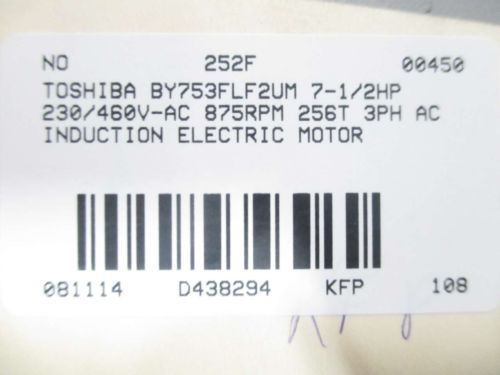 NO 252F 00450
TOSHIBA BY753FLF2UM 7-1/2HP
230/460V-AC 875RPM 256T 3PH AC
INDUCTION ELECTRIC MOTOR
081114 D438294 KFP 108